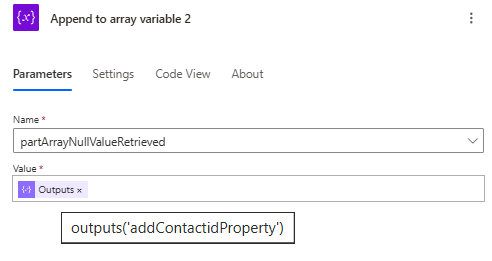 {x} Append to array variable 2
Parameters Settings Code View About
Name *
partArrayNullValueRetrieved
Value *
{x} Outputs ×
outputs('addContactidProperty')